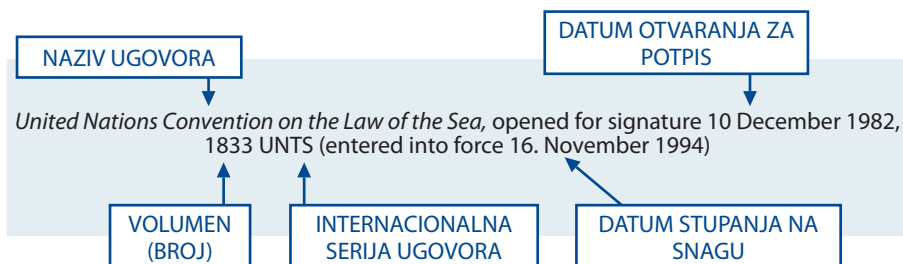 NAZIV UGOVORA
DATUM OTVARANJA ZA
POTPIS
United Nations Convention on the Law of the Sea, opened for signature 10 December 1982,
1833 UNTS (entered into force 16. November 1994)
VOLUMEN
(BROJ)
INTERNACIONALNA
SERIJA UGOVORA
DATUM STUPANJA NA
SNAGU